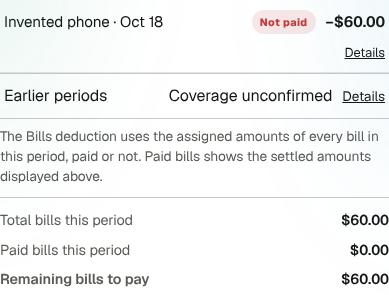 Invented phone · Oct 18 Not paid −$60.00
Details
Earlier periods Coverage unconfirmed Details
The Bills deduction uses the assigned amounts of every bill in
this period, paid or not. Paid bills shows the settled amounts
displayed above.
Total bills this period $60.00
Paid bills this period $0.00
Remaining bills to pay $60.00